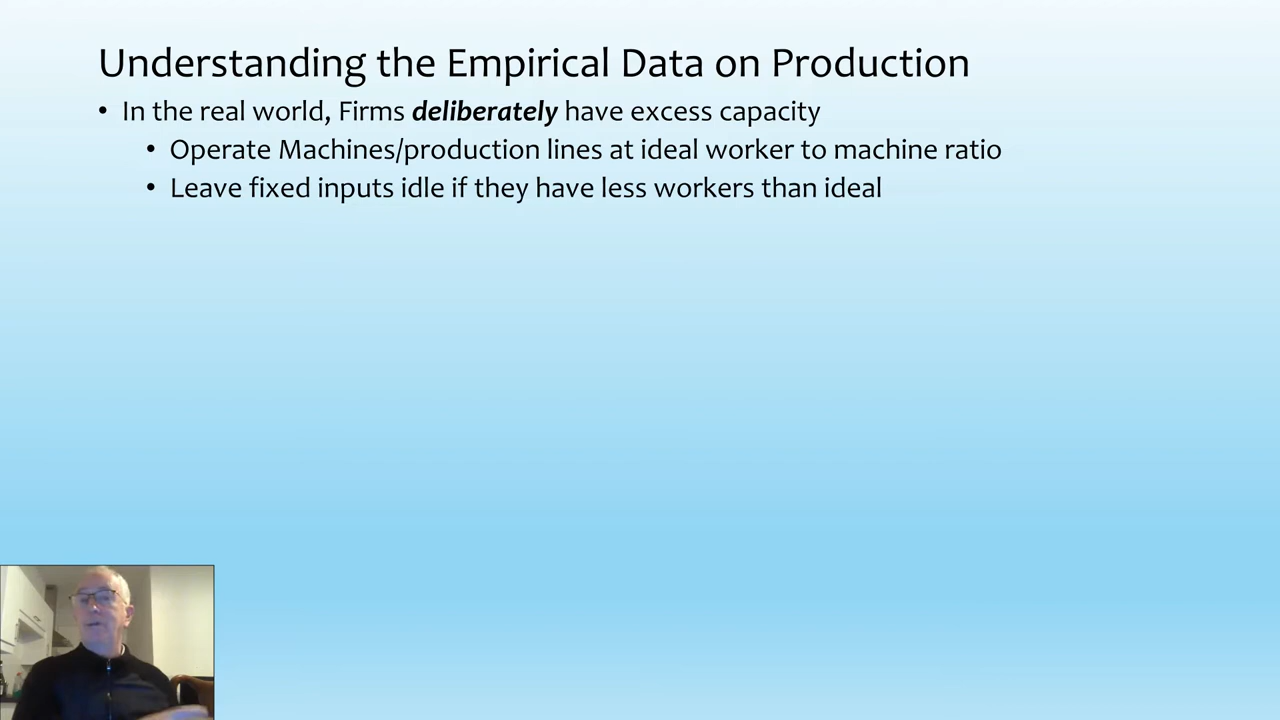 Understanding the Empirical Data on Production
• In the real world, Firms deliberately have excess capacity
• Operate Machines/production lines at ideal worker to machine ratio
• Leave fixed inputs idle if they have less workers than ideal